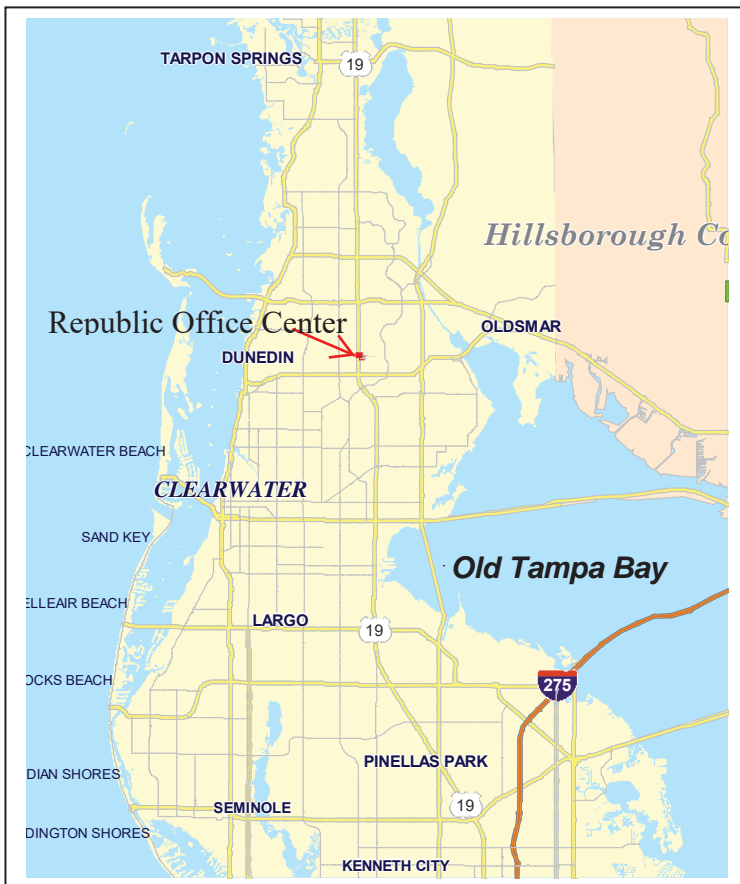 TARPON SPRINGS
19
Hillsborough Co
Republic Office Center
OLDSMAR
DUNEDIN
CLEARWATER BEACH
CLEARWATER
SAND KEY
Old Tampa Bay
ELLEAIR BEACH
LARGO
19
OCKS BEACH
275
PINELLAS PARK
DIAN SHORES
19
SEMINOLE
DINGTON SHORES
KENNETH CITY